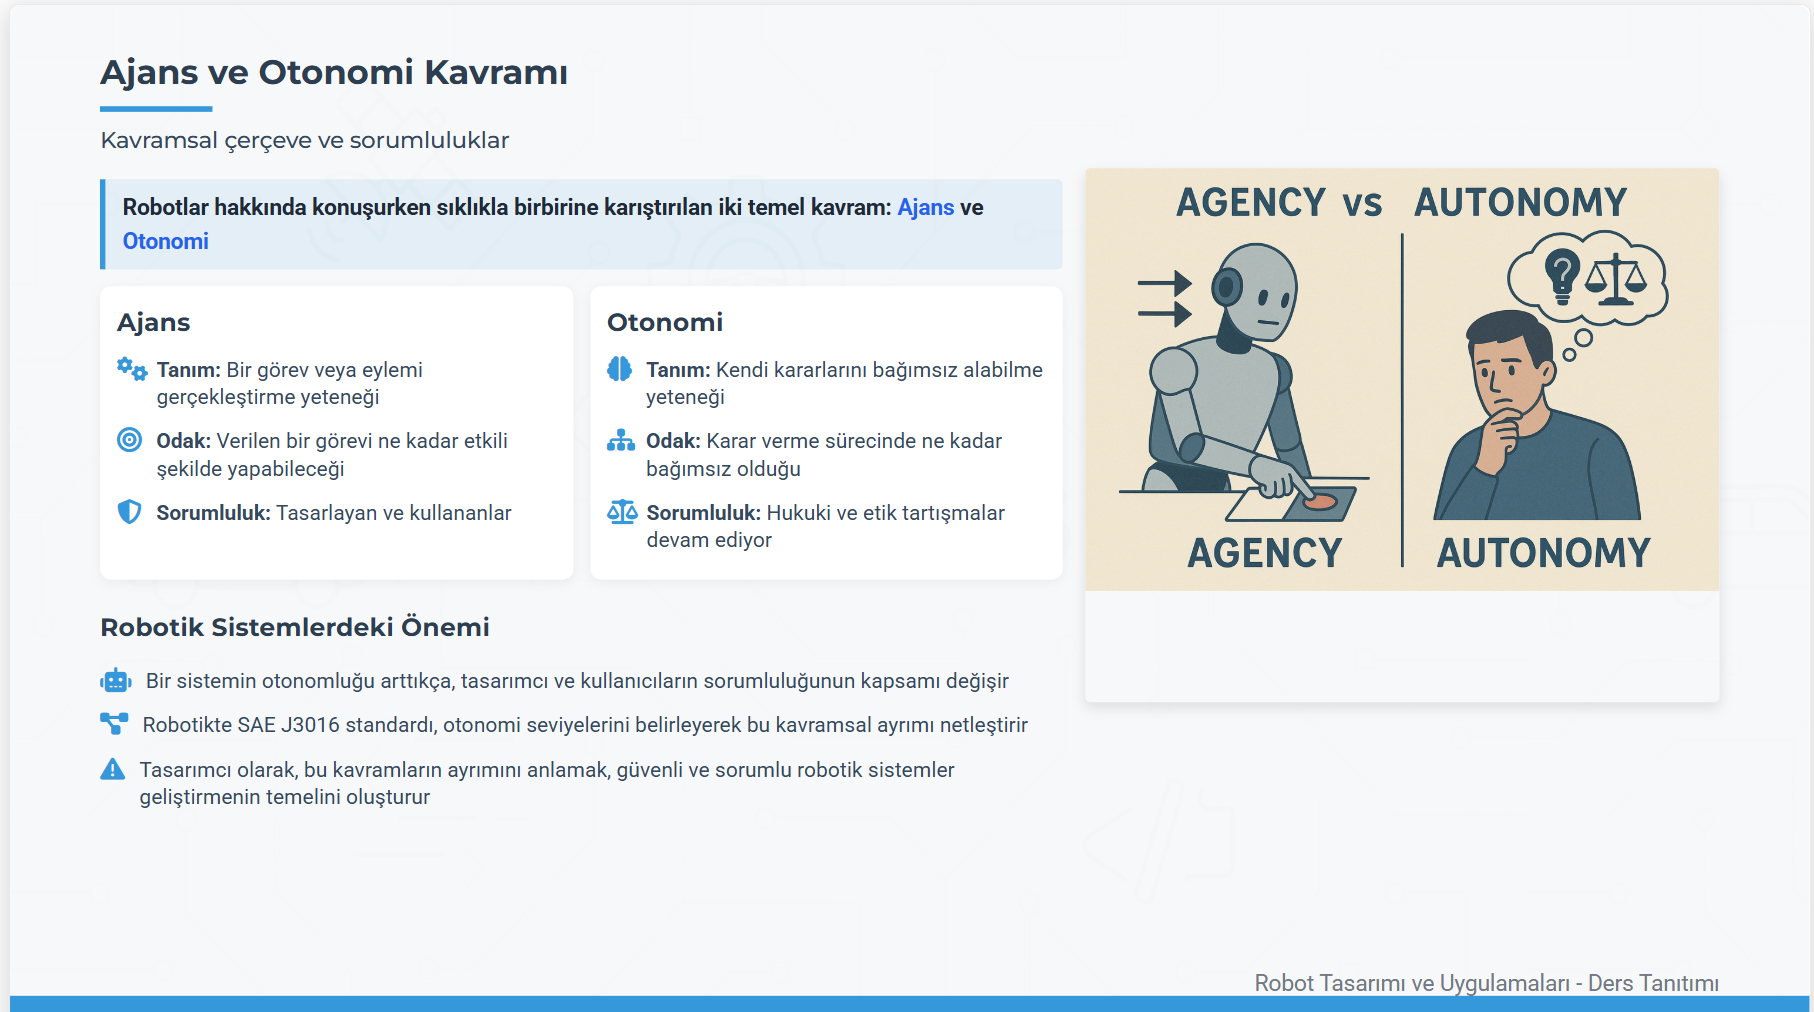 Ajans ve Otonomi Kavramı
Kavramsal çerçeve ve sorumluluklar
Robotlar hakkında konuşurken sıklıkla birbirine karıştırılan iki temel kavram: Ajans ve
Otonomi
Ajans
Tanım: Bir görev veya eylemi
gerçekleştirme yeteneği
Odak: Verilen bir görevi ne kadar etkili
şekilde yapabileceği
Sorumluluk: Tasarlayan ve kullananlar
Otonomi
Tanım: Kendi kararlarını bağımsız alabilme
yeteneği
Odak: Karar verme sürecinde ne kadar
bağımsız olduğu
Sorumluluk: Hukuki ve etik tartışmalar
devam ediyor
Robotik Sistemlerdeki Önemi
Bir sistemin otonomluğu arttıkça, tasarımcı ve kullanıcıların sorumluluğunun kapsamı değişir
Robotikte SAE J3016 standardı, otonomi seviyelerini belirleyerek bu kavramsal ayrımı netleştirir
Tasarımcı olarak, bu kavramların ayrımını anlamak, güvenli ve sorumlu robotik sistemler
geliştirmenin temelini oluşturur
AGENCY vs AUTONOMY
?
AGENCY
AUTONOMY
Robot Tasarımı ve Uygulamaları - Ders Tanıtımı